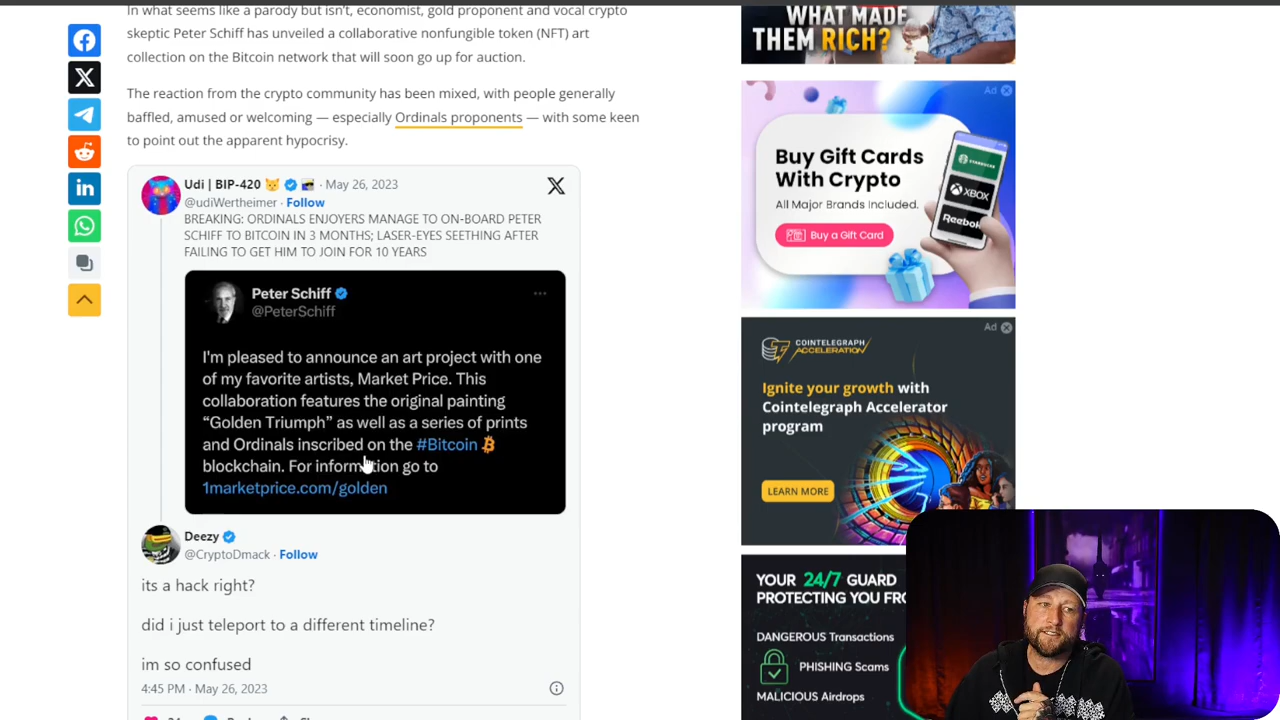 In what seems like a parody but isn't, economist, gold proponent and vocal crypto
skeptic Peter Schiff has unveiled a collaborative nonfungible token (NFT) art
collection on the Bitcoin network that will soon go up for auction.
The reaction from the crypto community has been mixed, with people generally
baffled, amused or welcoming — especially Ordinals proponents — with some keen
to point out the apparent hypocrisy.
Udi | BIP-420 · May 26, 2023
@udiWertheimer · Follow
BREAKING: ORDINALS ENJOYERS MANAGE TO ON-BOARD PETER
SCHIFF TO BITCOIN IN 3 MONTHS; LASER-EYES SEETHING AFTER
FAILING TO GET HIM TO JOIN FOR 10 YEARS
Peter Schiff
@PeterSchiff
I'm pleased to announce an art project with one
of my favorite artists, Market Price. This
collaboration features the original painting
“Golden Triumph” as well as a series of prints
and Ordinals inscribed on the #Bitcoin
blockchain. For information go to
1marketprice.com/golden
Deezy
@CryptoDmack · Follow
its a hack right?
did i just teleport to a different timeline?
im so confused
4:45 PM · May 26, 2023
WHAT MADE
THEM RICH?
Ad
Buy Gift Cards
With Crypto
All Major Brands Included.
Buy a Gift Card
STARBUCKS
XBOX
Reebok
Ad
COINTELEGRAPH
ACCELERATION
Ignite your growth with
Cointelegraph Accelerator
program
LEARN MORE
YOUR 24/7 GUARD
PROTECTING YOU FRO
DANGEROUS Transactions
PHISHING Scams
MALICIOUS Airdrops